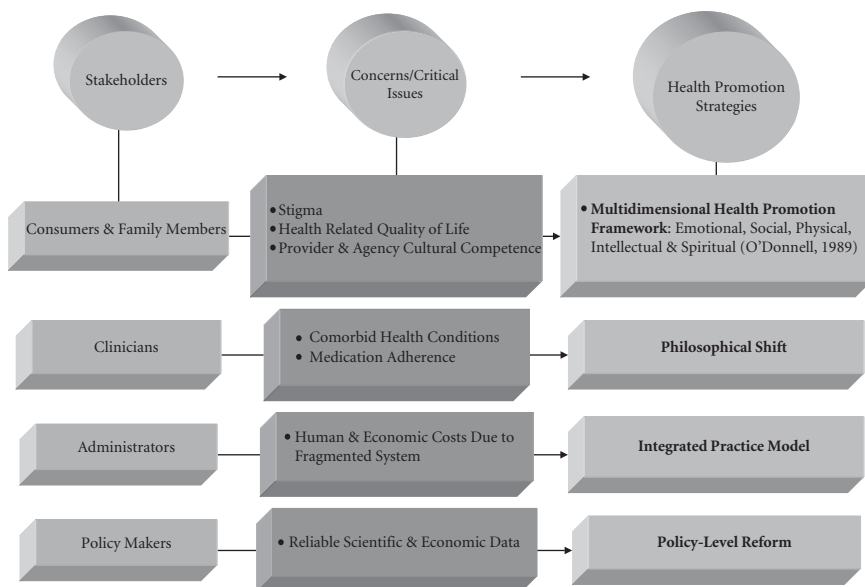 Stakeholders
Concerns/Critical
Issues
Health Promotion
Strategies
Consumers & Family Members
• Stigma
• Health Related Quality of Life
• Provider & Agency Cultural Competence
• Multidimensional Health Promotion
Framework: Emotional, Social, Physical,
Intellectual & Spiritual (O’Donnell, 1989)
Clinicians
• Comorbid Health Conditions
• Medication Adherence
Philosophical Shift
Administrators
• Human & Economic Costs Due to
Fragmented System
Integrated Practice Model
Policy Makers
• Reliable Scientific & Economic Data
Policy-Level Reform